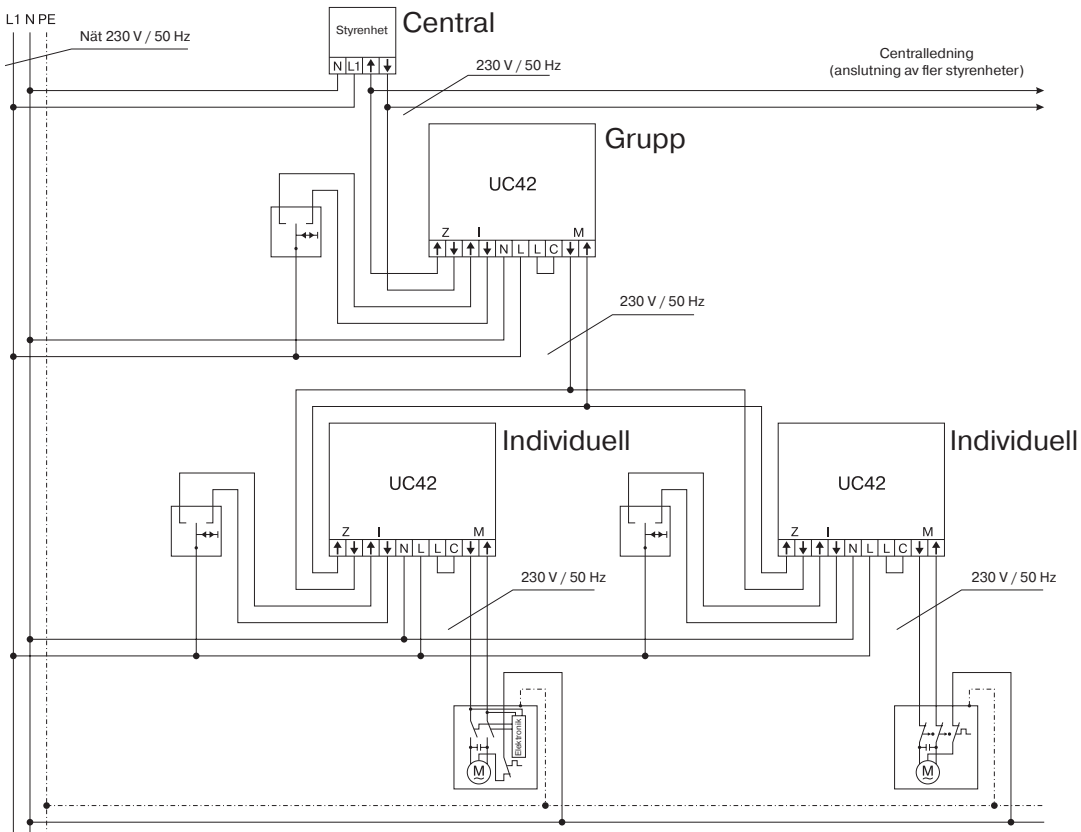 L1 N PE
Nät 230 V / 50 Hz
Styrenhet
Central
N L1 ↑ ↓
230 V / 50 Hz
Centralledning
(anslutning av fler styrenheter)
Grupp
UC42
Z I M
↑ ↓ ↑ ↓ N L L C ↓ ↑
230 V / 50 Hz
Individuell
UC42
Z I M
↑ ↓ ↑ ↓ N L L C ↓ ↑
230 V / 50 Hz
Individuell
UC42
Z I M
↑ ↓ ↑ ↓ N L L C ↓ ↑
230 V / 50 Hz
Elektronik
M
~
M
~